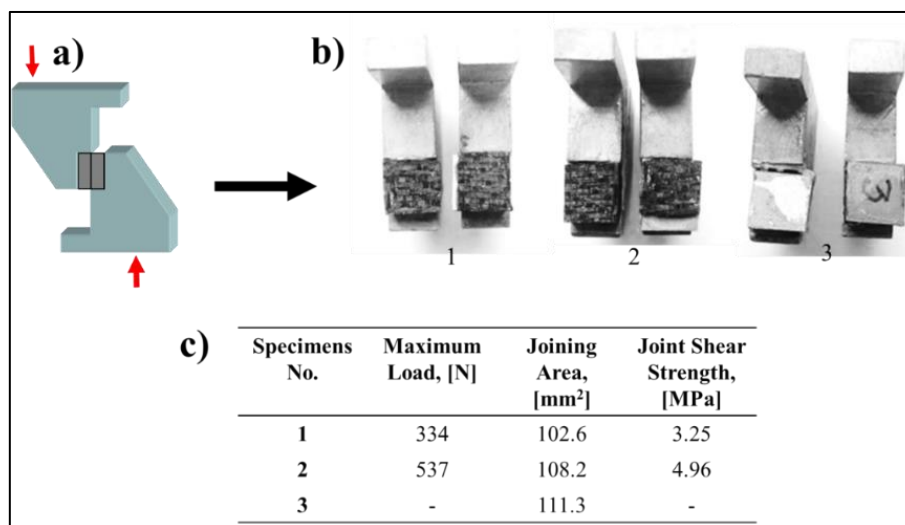 a)
b)
3
1
2
3
c)
Specimens No.
Maximum Load, [N]
Joining Area, [mm²]
Joint Shear Strength, [MPa]
1 334 102.6 3.25
2 537 108.2 4.96
3 - 111.3 -